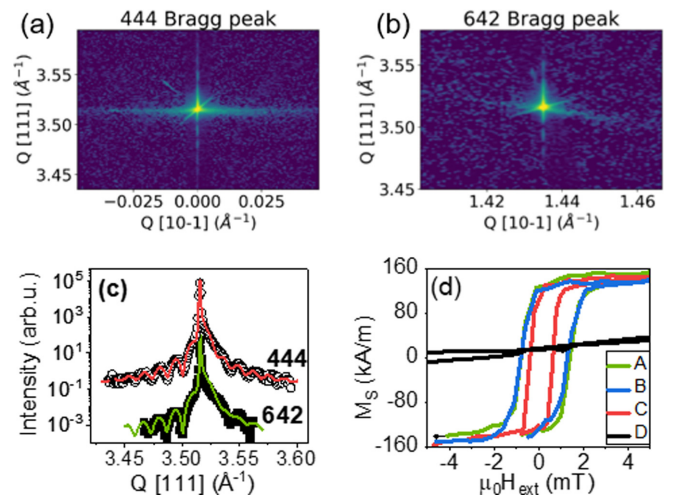 (a) 444 Bragg peak
Q [111] (Å⁻¹)
3.55
3.50
3.45
−0.025 0.000 0.025
Q [10-1] (Å⁻¹)
(b) 642 Bragg peak
Q [111] (Å⁻¹)
3.55
3.50
3.45
1.42 1.44 1.46
Q [10-1] (Å⁻¹)
(c)
Intensity (arb.u.)
10⁵
10³
10¹
10⁻¹
10⁻³
444
642
3.45 3.50 3.55 3.60
Q [111] (Å⁻¹)
(d)
M_S (kA/m)
160
80
0
-80
-160
A
B
C
D
-4 -2 0 2 4
μ₀H_ext (mT)